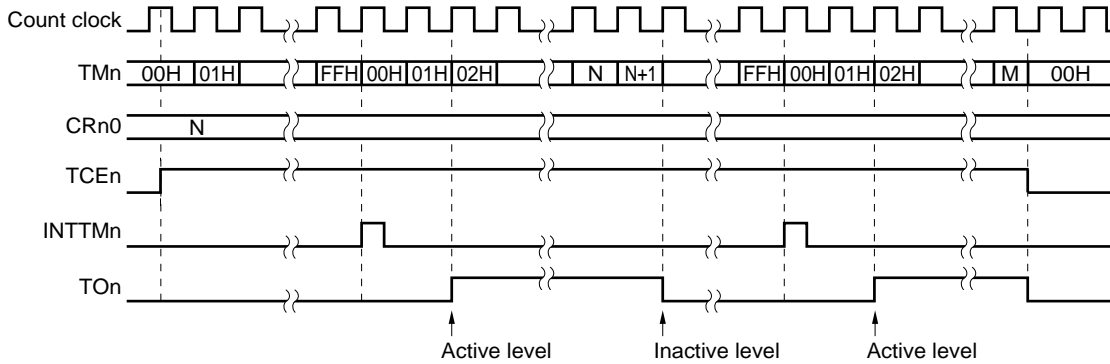 Count clock
TMn 00H 01H FFH 00H 01H 02H N N+1 FFH 00H 01H 02H M 00H
CRn0 N
TCEn
INTTMn
TOn
Active level Inactive level Active level